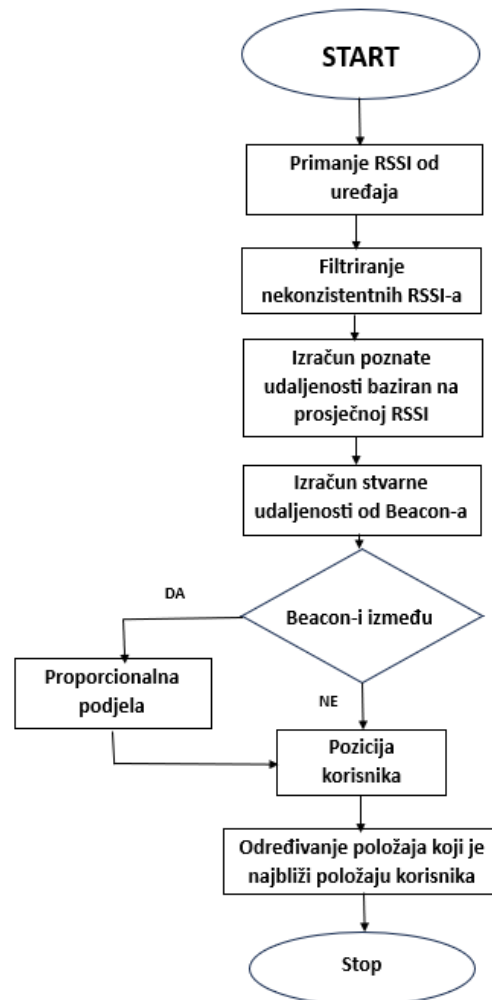 START
Primanje RSSI od
uređaja
Filtriranje
nekonzistentnih RSSI-a
Izračun poznate
udaljenosti baziran na
prosječnoj RSSI
Izračun stvarne
udaljenosti od Beacon-a
DA
Beacon-i između
Proporcionalna
podjela
NE
Pozicija
korisnika
Određivanje položaja koji je
najbliži položaju korisnika
Stop